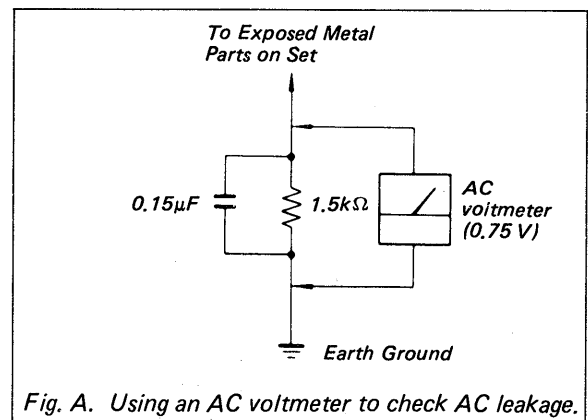 To Exposed Metal
Parts on Set
0.15µF
1.5kΩ
AC
voitmeter
(0.75 V)
Earth Ground
Fig. A. Using an AC voltmeter to check AC leakage.